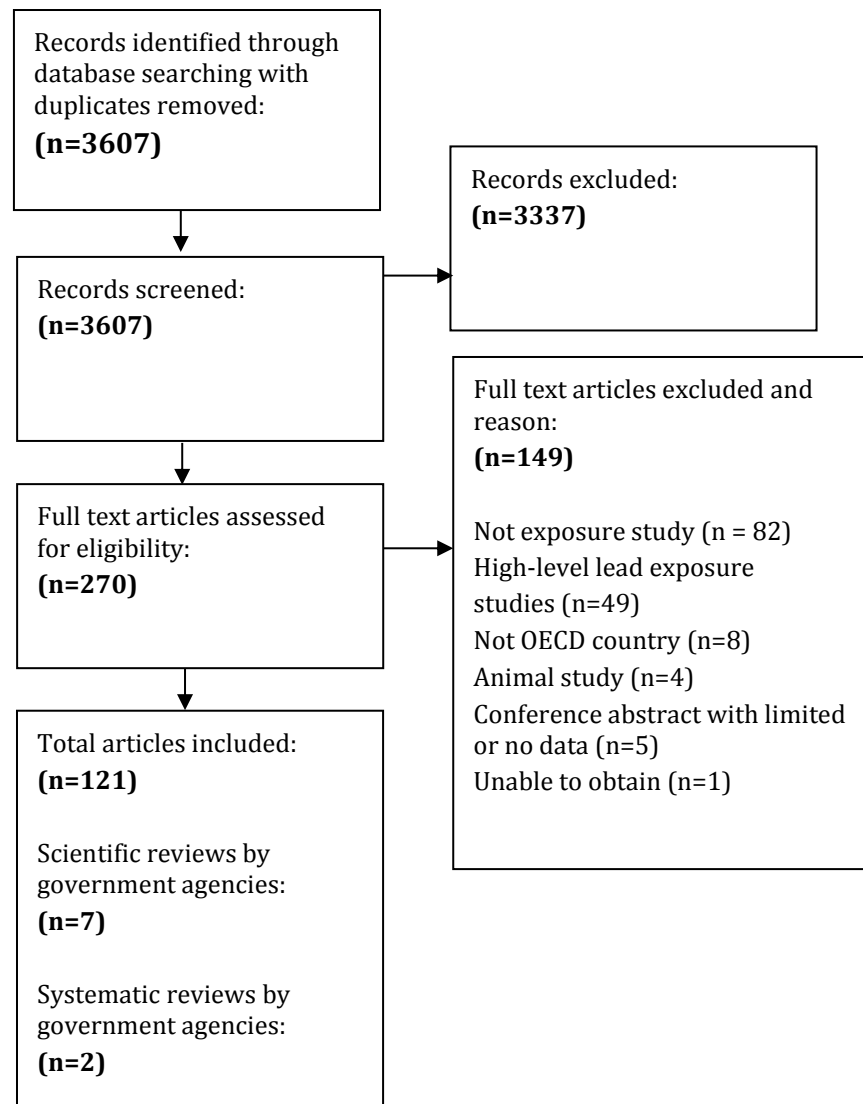 Records identified through
database searching with
duplicates removed:
(n=3607)
Records excluded:
(n=3337)
Records screened:
(n=3607)
Full text articles excluded and
reason:
(n=149)
Not exposure study (n = 82)
High-level lead exposure
studies (n=49)
Not OECD country (n=8)
Animal study (n=4)
Conference abstract with limited
or no data (n=5)
Unable to obtain (n=1)
Full text articles assessed
for eligibility:
(n=270)
Total articles included:
(n=121)
Scientific reviews by
government agencies:
(n=7)
Systematic reviews by
government agencies:
(n=2)